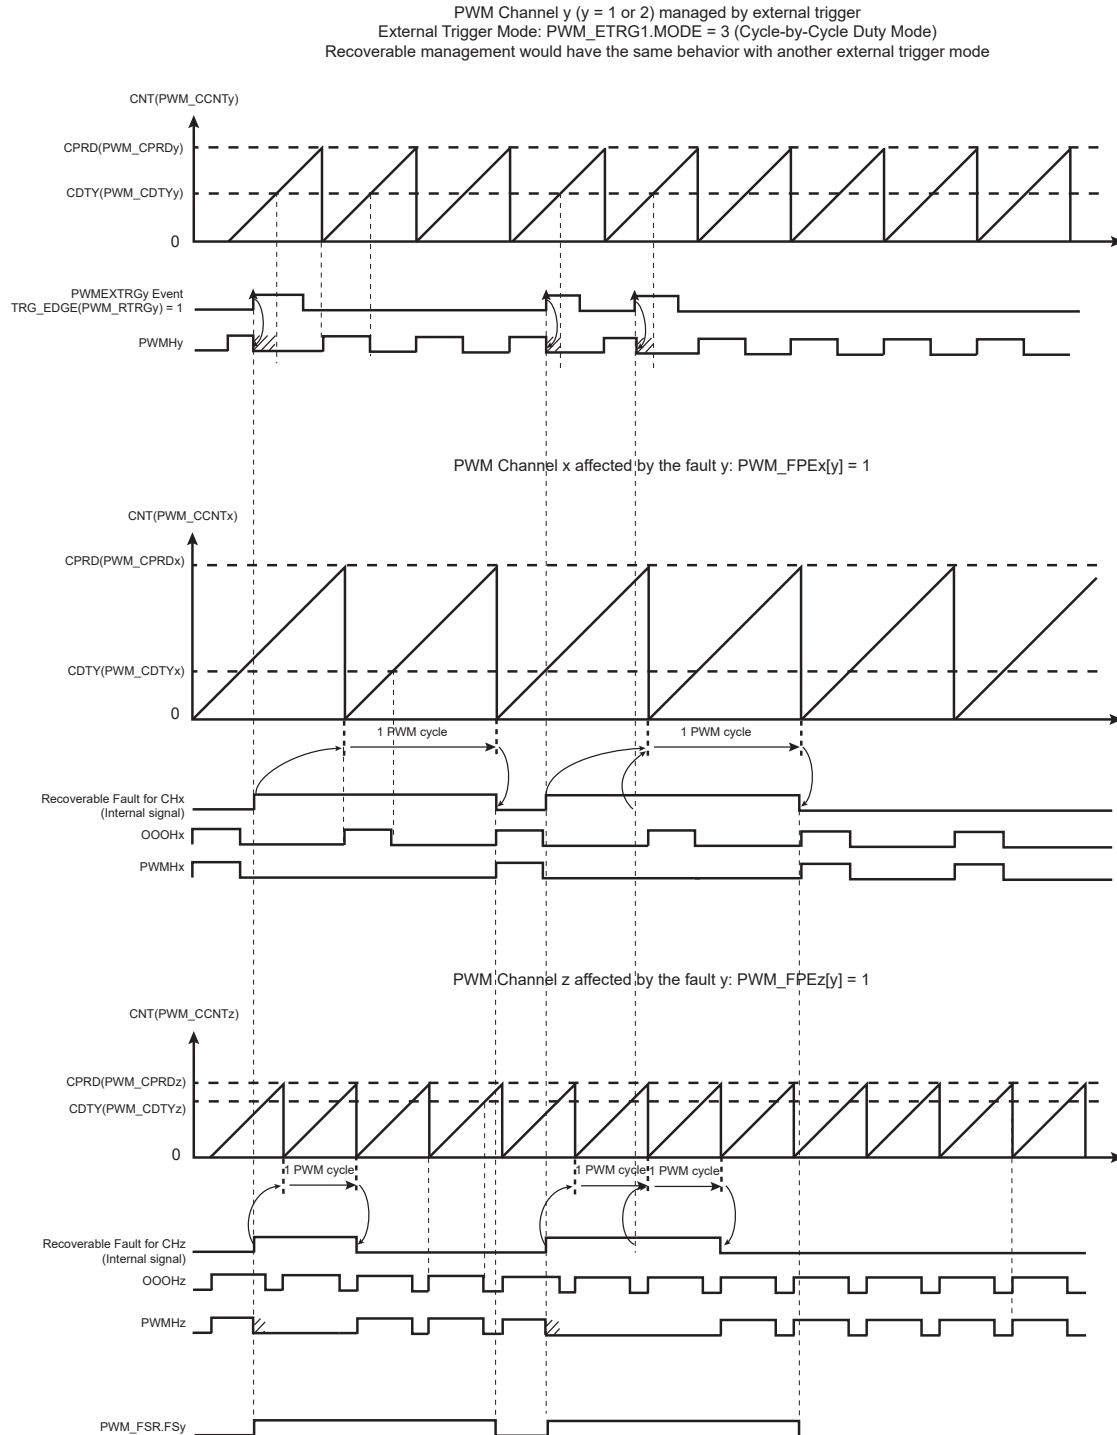 PWM Channel y (y = 1 or 2) managed by external trigger
External Trigger Mode: PWM_ETRG1.MODE = 3 (Cycle-by-Cycle Duty Mode)
Recoverable management would have the same behavior with another external trigger mode
CNT(PWM_CCNTy)
CPRD(PWM_CPRDy)
CDTY(PWM_CDTYy)
0
PWMEXTRGy Event
TRG_EDGE(PWM_RTRGy) = 1
PWMHy
PWM Channel x affected by the fault y: PWM_FPEx[y] = 1
CNT(PWM_CCNTx)
CPRD(PWM_CPRDx)
CDTY(PWM_CDTYx)
0
1 PWM cycle
1 PWM cycle
Recoverable Fault for CHx
(Internal signal)
OOOHx
PWMHx
PWM Channel z affected by the fault y: PWM_FPEz[y] = 1
CNT(PWM_CCNTz)
CPRD(PWM_CPRDz)
CDTY(PWM_CDTYz)
0
1 PWM cycle
1 PWM cycle
1 PWM cycle
Recoverable Fault for CHz
(Internal signal)
OOOHz
PWMHz
PWM_FSR.FSy